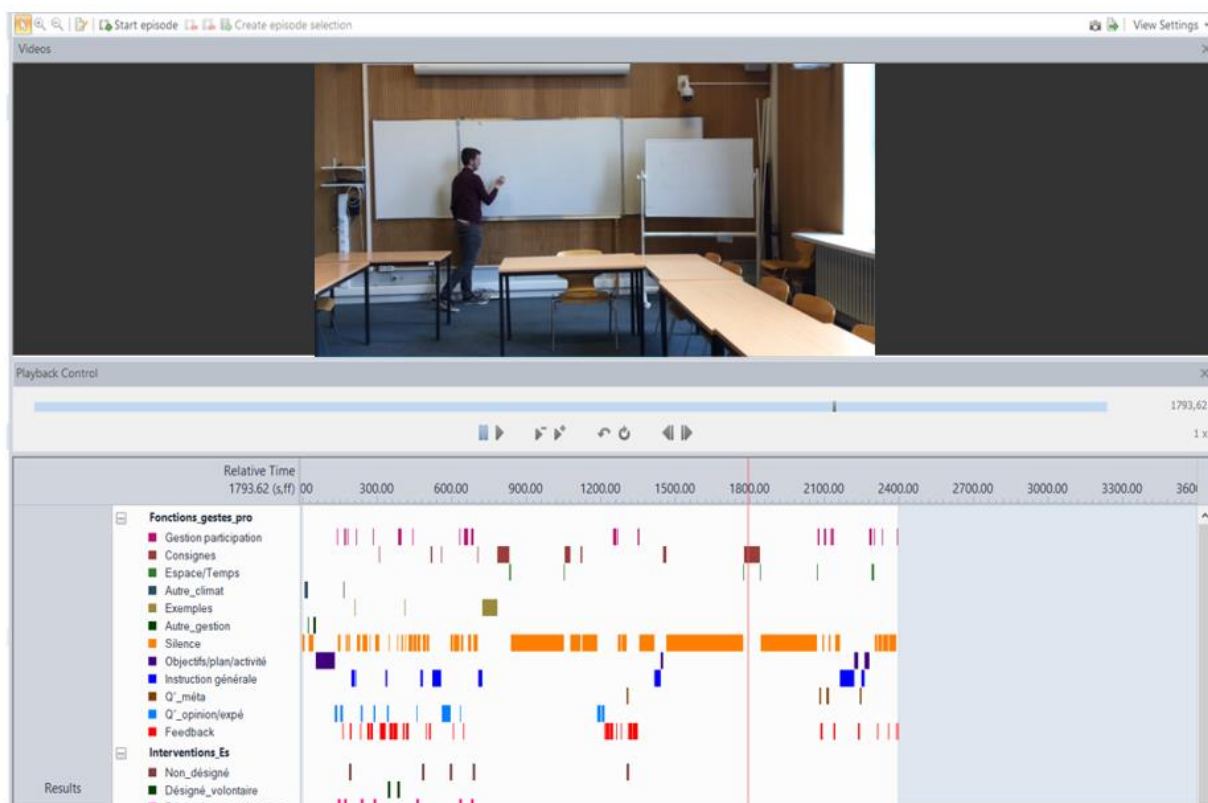 Start episode Create episode selection View Settings
Videos
Playback Control
1793,62
1 x
Relative Time
1793.62 (s,ff) 00 300.00 600.00 900.00 1200.00 1500.00 1800.00 2100.00 2400.00 2700.00 3000.00 3300.00 3600
Fonctions_gestes_pro
Gestion participation
Consignes
Espace/Temps
Autre_climat
Exemples
Autre_gestion
Silence
Objectifs/plan/activité
Instruction générale
Q°_méta
Q°_opinion/expé
Feedback
Interventions_Es
Non_désigné
Results
Désigné_volontaire